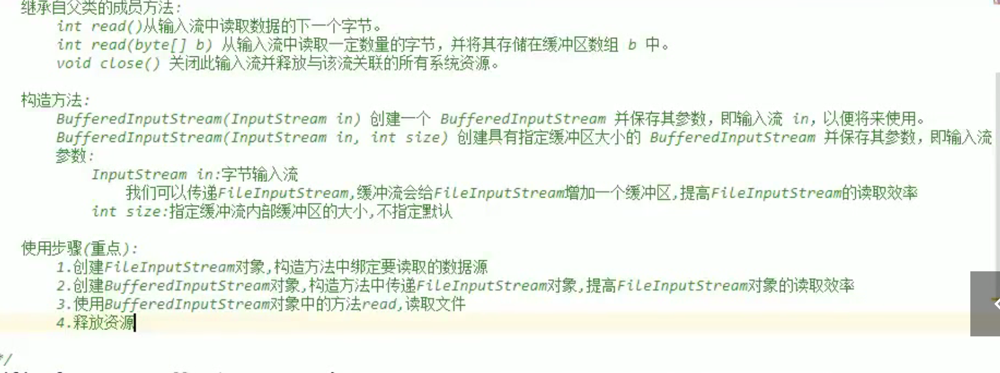 继承自父类的成员方法:
int read()从输入流中读取数据的下一个字节。
int read(byte[] b) 从输入流中读取一定数量的字节，并将其存储在缓冲区数组 b 中。
void close() 关闭此输入流并释放与该流关联的所有系统资源。
构造方法:
BufferedInputStream(InputStream in) 创建一个 BufferedInputStream 并保存其参数，即输入流 in，以便将来使用。
BufferedInputStream(InputStream in, int size) 创建具有指定缓冲区大小的 BufferedInputStream 并保存其参数，即输入流
参数:
InputStream in:字节输入流
我们可以传递FileInputStream,缓冲流会给FileInputStream增加一个缓冲区,提高FileInputStream的读取效率
int size:指定缓冲流内部缓冲区的大小,不指定默认
使用步骤(重点):
1.创建FileInputStream对象,构造方法中绑定要读取的数据源
2.创建BufferedInputStream对象,构造方法中传递FileInputStream对象,提高FileInputStream对象的读取效率
3.使用BufferedInputStream对象中的方法read,读取文件
4.释放资源
*/